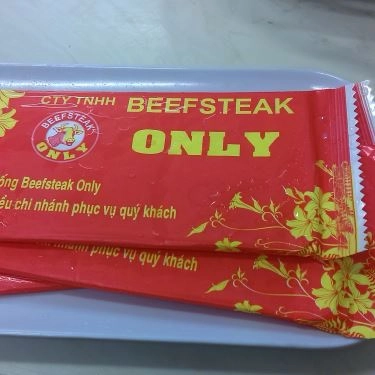 CTY TNHH BEEFSTEAK
ONLY
BEEFSTEAK
ONLY
ống Beefsteak Only
ều chi nhánh phục vụ quý khách
nhánh phục vụ quý khách